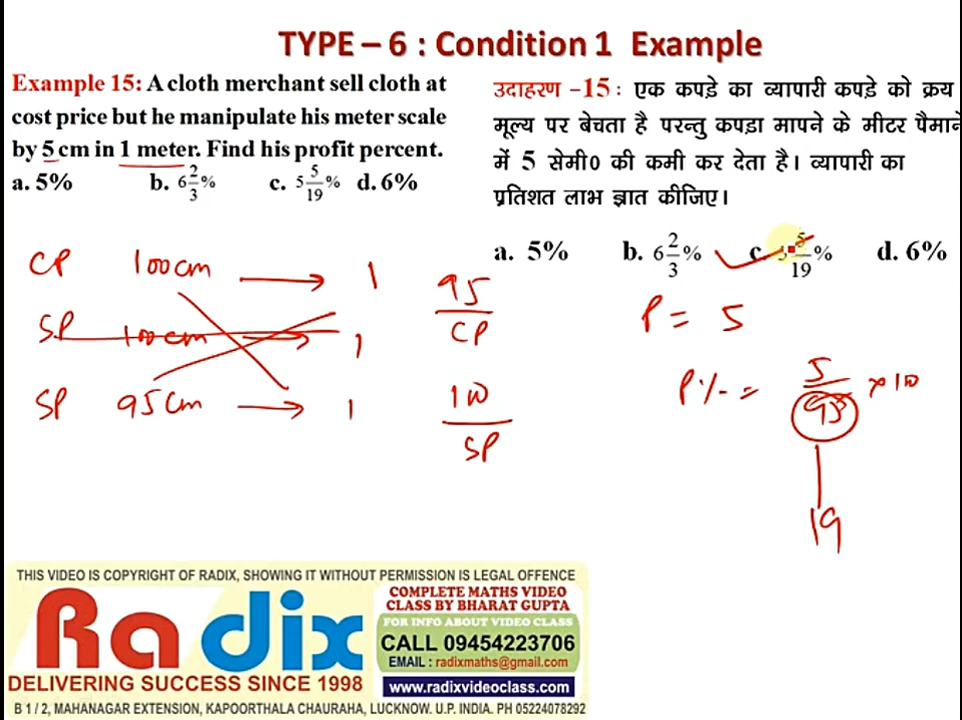 TYPE – 6 : Condition 1 Example
Example 15: A cloth merchant sell cloth at
cost price but he manipulate his meter scale
by 5 cm in 1 meter. Find his profit percent.
a. 5% b. 6 2/3 % c. 5 5/19 % d. 6%
उदाहरण -15 : एक कपड़े का व्यापारी कपड़े को क्रय
मूल्य पर बेचता है परन्तु कपड़ा मापने के मीटर पैमाने
में 5 सेमी0 की कमी कर देता है। व्यापारी का
प्रतिशत लाभ ज्ञात कीजिए।
a. 5% b. 6 2/3 % c. 5 5/19 % d. 6%
CP 100cm → 1
95/CP
SP 100cm → 1
SP 95cm → 1
100/SP
P = 5
P% = 5/95 × 100
19
THIS VIDEO IS COPYRIGHT OF RADIX, SHOWING IT WITHOUT PERMISSION IS LEGAL OFFENCE
Radix
DELIVERING SUCCESS SINCE 1998
COMPLETE MATHS VIDEO
CLASS BY BHARAT GUPTA
FOR INFO ABOUT VIDEO CLASS
CALL 09454223706
EMAIL : radixmaths@gmail.com
www.radixvideoclass.com
B 1 / 2, MAHANAGAR EXTENSION, KAPOORTHALA CHAURAHA, LUCKNOW. U.P. INDIA. PH 05224078292